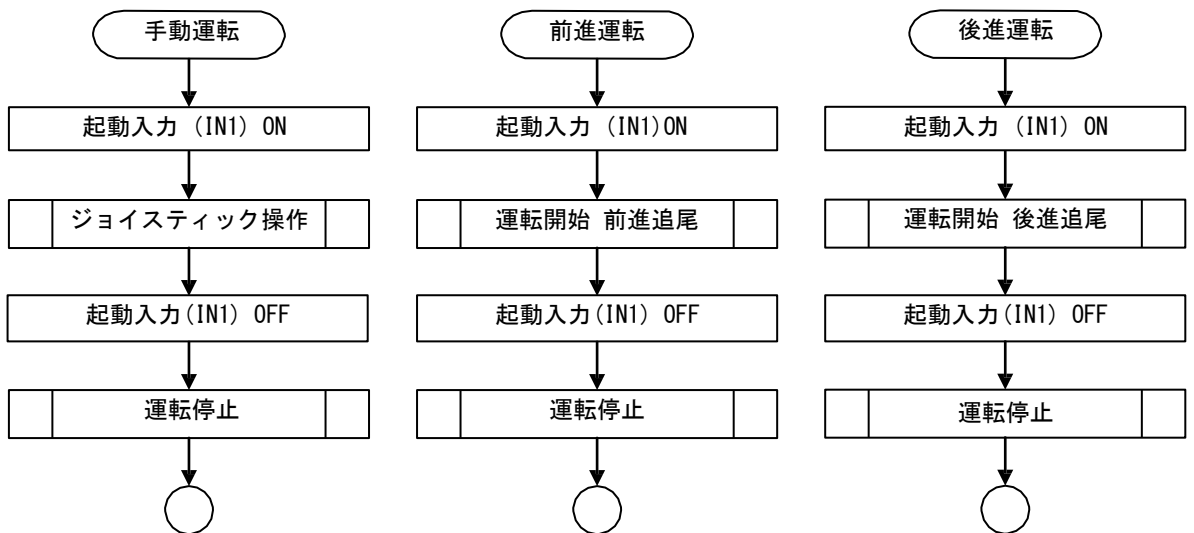 手動運転
起動入力 (IN1) ON
ジョイスティック操作
起動入力(IN1) OFF
運転停止
前進運転
起動入力 (IN1)ON
運転開始 前進追尾
起動入力(IN1) OFF
運転停止
後進運転
起動入力 (IN1) ON
運転開始 後進追尾
起動入力(IN1) OFF
運転停止